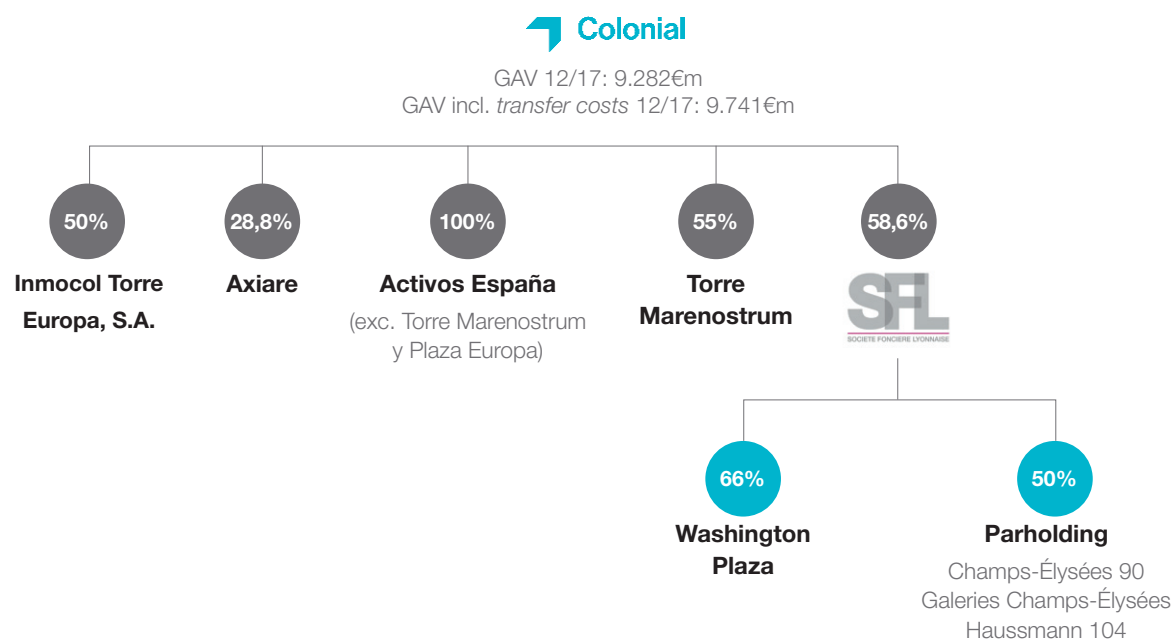 Colonial
GAV 12/17: 9.282€m
GAV incl. transfer costs 12/17: 9.741€m
50%
28,8%
100%
55%
58,6%
Inmocol Torre
Europa, S.A.
Axiare
Activos España
(exc. Torre Marenostrum
y Plaza Europa)
Torre
Marenostrum
SFL
SOCIETE FONCIERE LYONNAISE
66%
50%
Washington
Plaza
Parholding
Champs-Élysées 90
Galeries Champs-Élysées
Haussmann 104